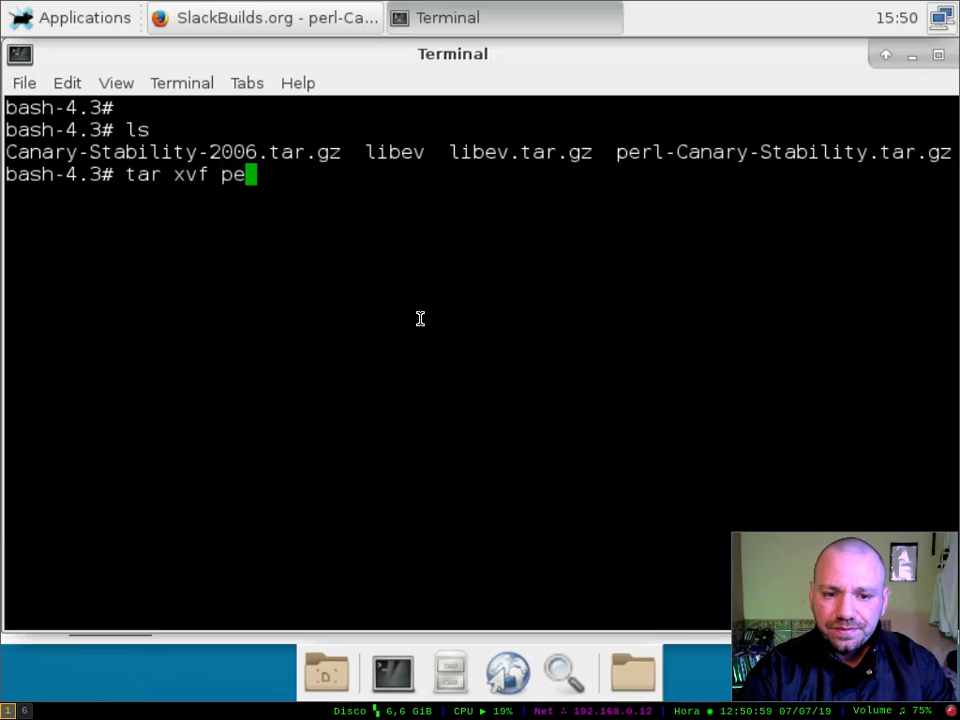 Applications
SlackBuilds.org - perl-Ca...
Terminal
15:50
Terminal
File Edit View Terminal Tabs Help
bash-4.3#
bash-4.3# ls
Canary-Stability-2006.tar.gz libev libev.tar.gz perl-Canary-Stability.tar.gz
bash-4.3# tar xvf pe
1 6 Disco 6,6 GiB | CPU ▶ 19% | Net 192.168.0.12 | Hora ◉ 12:50:59 07/07/19 | Volume ♫ 75%